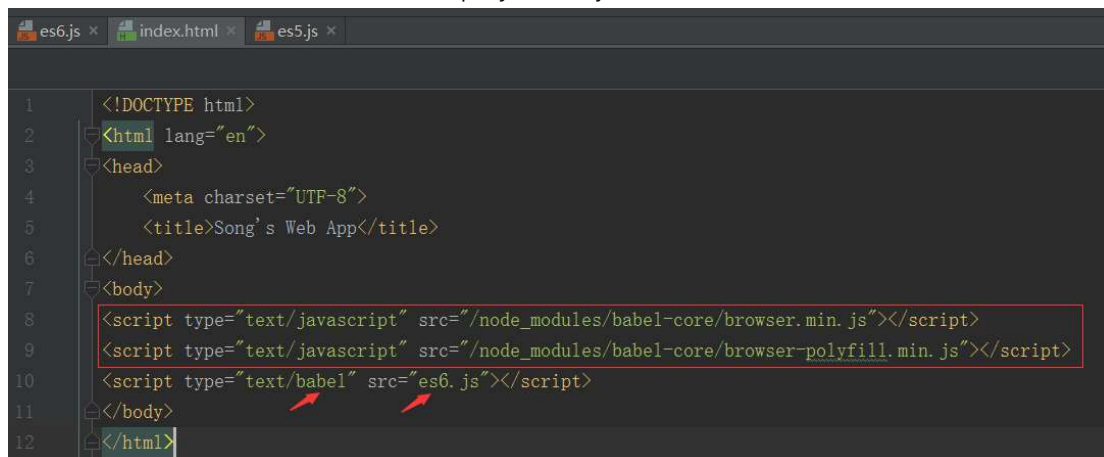 es6.js × index.html × es5.js ×
1 <!DOCTYPE html>
2 <html lang="en">
3 <head>
4 <meta charset="UTF-8">
5 <title>Song's Web App</title>
6 </head>
7 <body>
8 <script type="text/javascript" src="/node_modules/babel-core/browser.min.js"></script>
9 <script type="text/javascript" src="/node_modules/babel-core/browser-polyfill.min.js"></script>
10 <script type="text/babel" src="es6.js"></script>
11 </body>
12 </html>